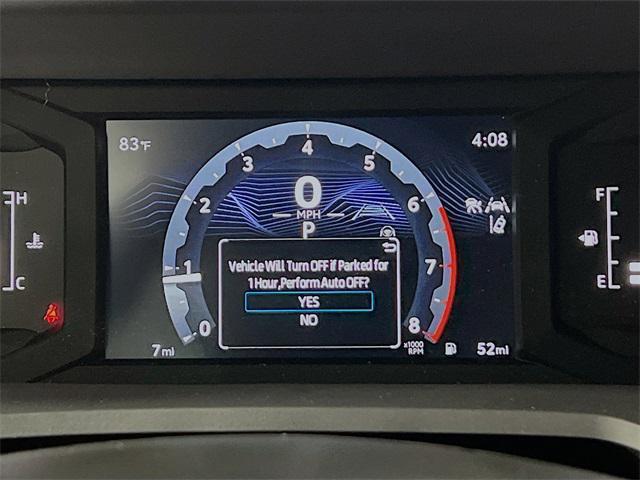 83°F
4:08
H
C
0
1
2
3
4
5
6
7
8
x1000
RPM
0
MPH
P
Vehicle Will Turn OFF if Parked for
1 Hour,Perform Auto OFF?
YES
NO
7mi
52mi
F
E